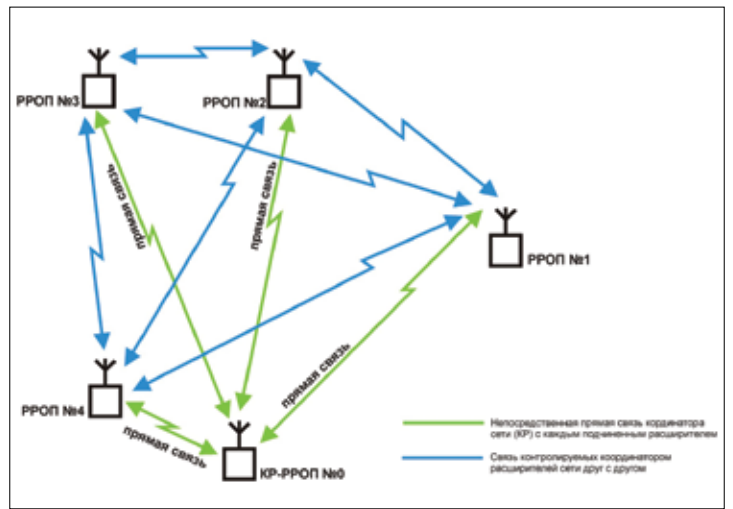 РРОП №3
РРОП №2
РРОП №1
РРОП №4
КР-РРОП №0
прямая связь
прямая связь
прямая связь
прямая связь
Непосредственная прямая связь кординатора
сети (КР) с каждым подчиненным расширителем
Связь контролируемых координатором
расширителей сети друг с другом